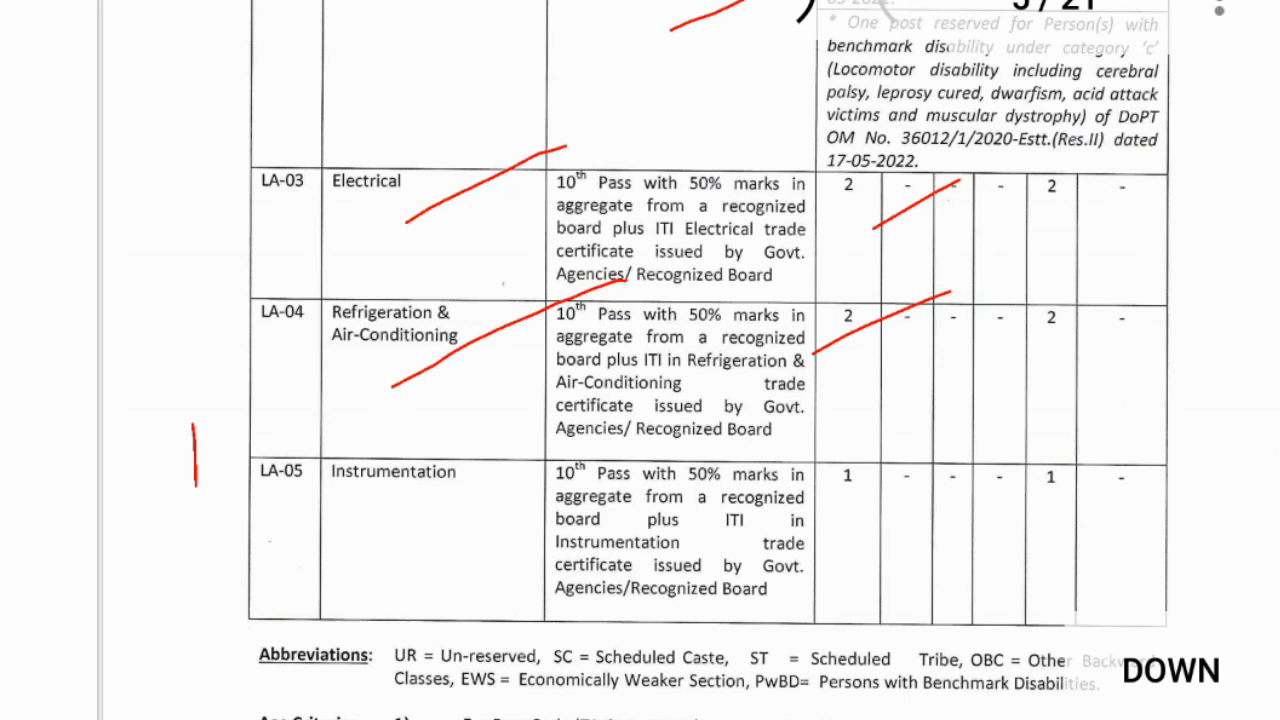 * One post reserved for Person(s) with
benchmark disability under category 'c'
(Locomotor disability including cerebral
palsy, leprosy cured, dwarfism, acid attack
victims and muscular dystrophy) of DoPT
OM No. 36012/1/2020-Estt.(Res.II) dated
17-05-2022.
LA-03 Electrical 10th Pass with 50% marks in 2 - - - 2 -
aggregate from a recognized
board plus ITI Electrical trade
certificate issued by Govt.
Agencies/ Recognized Board
LA-04 Refrigeration & 10th Pass with 50% marks in 2 - - - 2 -
Air-Conditioning aggregate from a recognized
board plus ITI in Refrigeration &
Air-Conditioning trade
certificate issued by Govt.
Agencies/ Recognized Board
LA-05 Instrumentation 10th Pass with 50% marks in 1 - - - 1 -
aggregate from a recognized
board plus ITI in
Instrumentation trade
certificate issued by Govt.
Agencies/Recognized Board
Abbreviations: UR = Un-reserved, SC = Scheduled Caste, ST = Scheduled Tribe, OBC = Other Backward
Classes, EWS = Economically Weaker Section, PwBD= Persons with Benchmark Disabilities.
DOWN